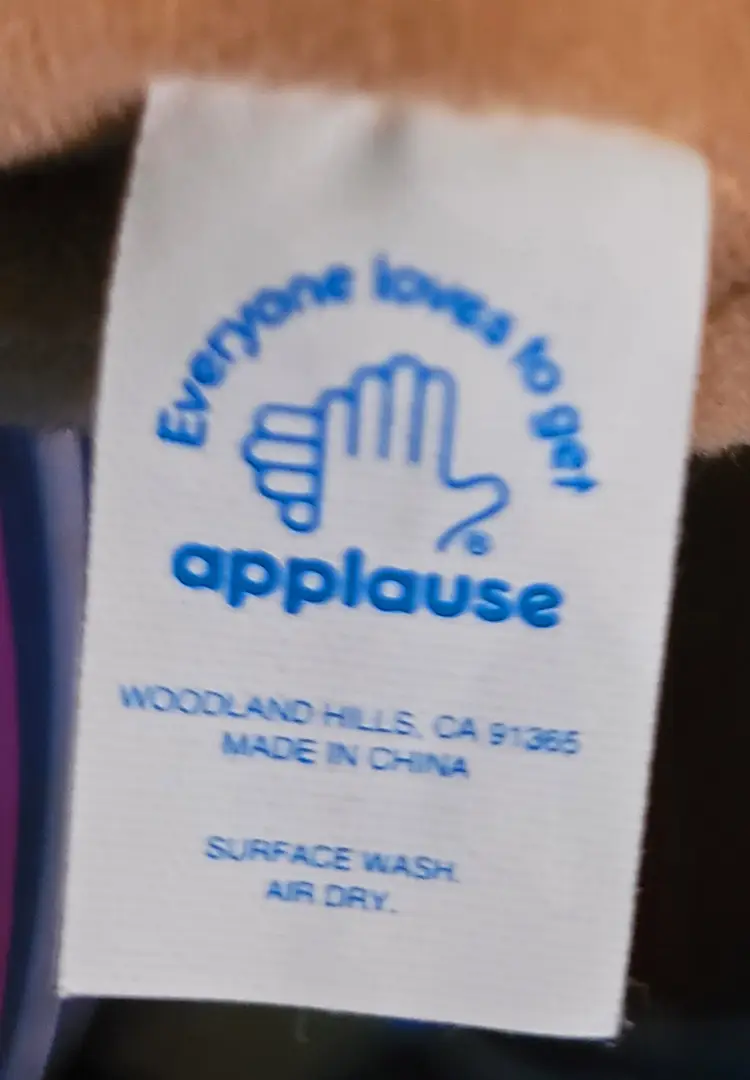 Everyone loves to get
®
applause
WOODLAND HILLS, CA 91365
MADE IN CHINA
SURFACE WASH.
AIR DRY.